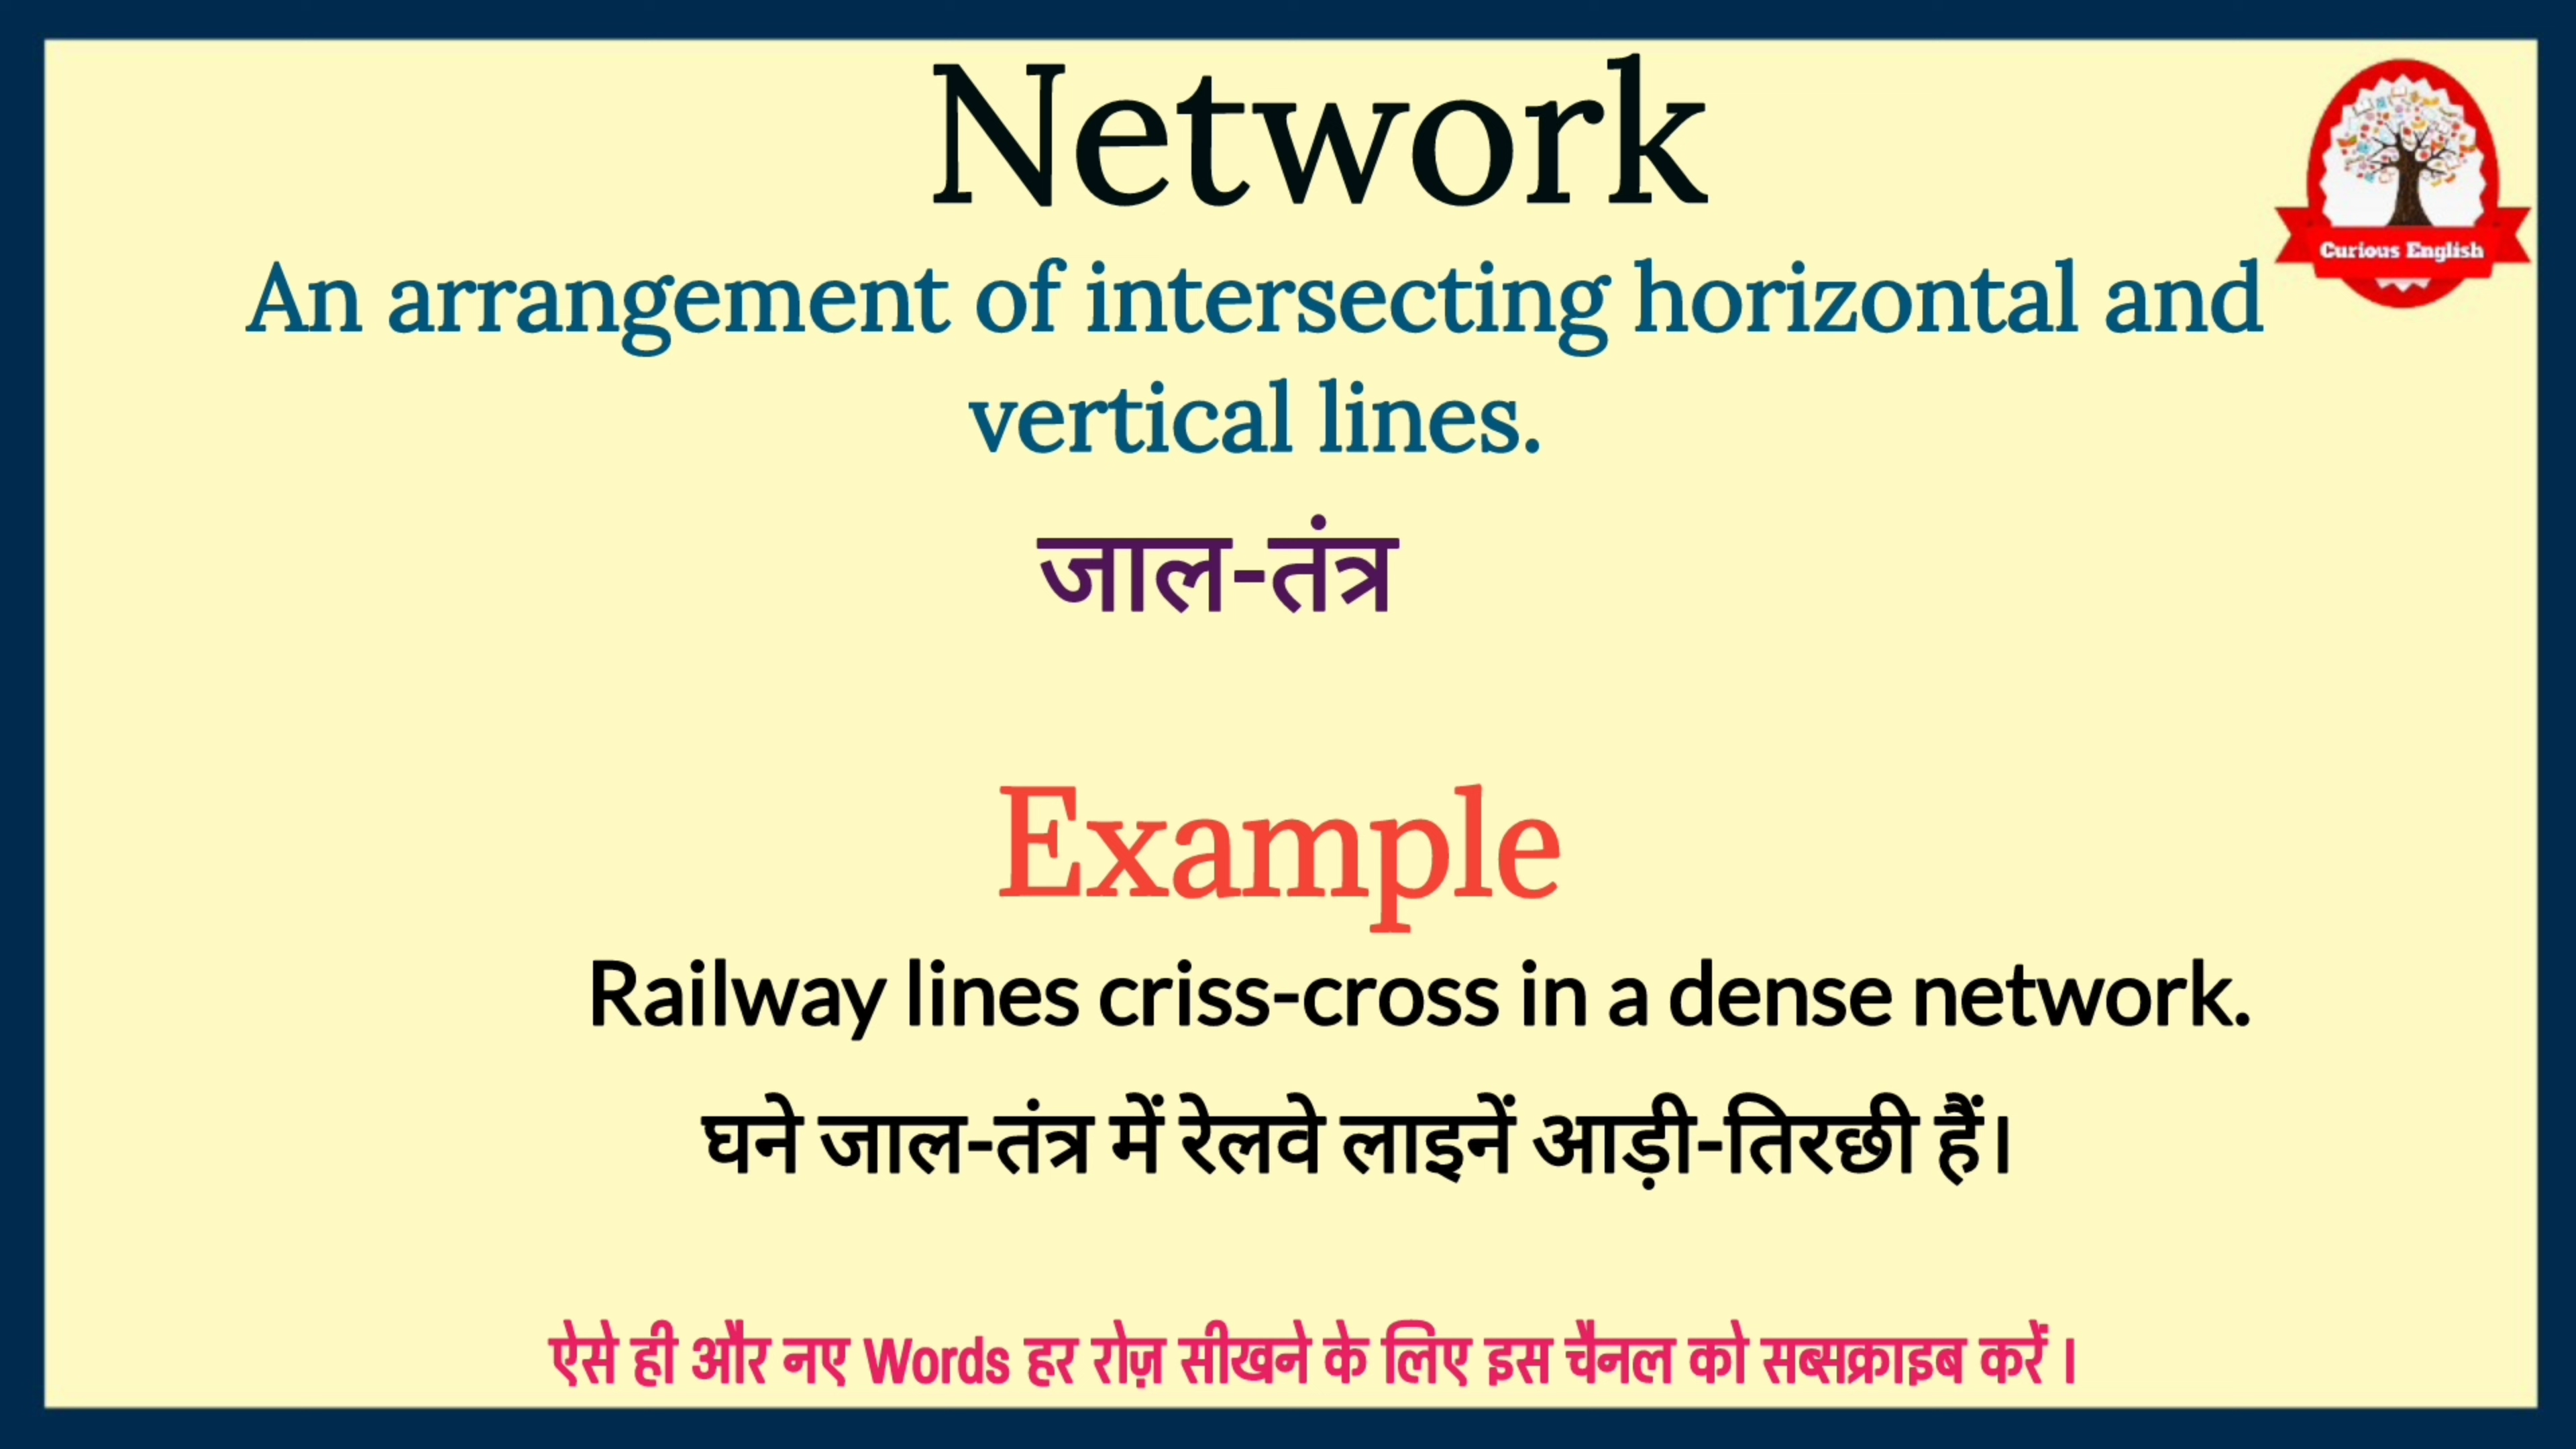 Network
Curious English
An arrangement of intersecting horizontal and
vertical lines.
जाल-तंत्र
Example
Railway lines criss-cross in a dense network.
घने जाल-तंत्र में रेलवे लाइनें आड़ी-तिरछी हैं।
ऐसे ही और नए Words हर रोज़ सीखने के लिए इस चैनल को सब्सक्राइब करें ।